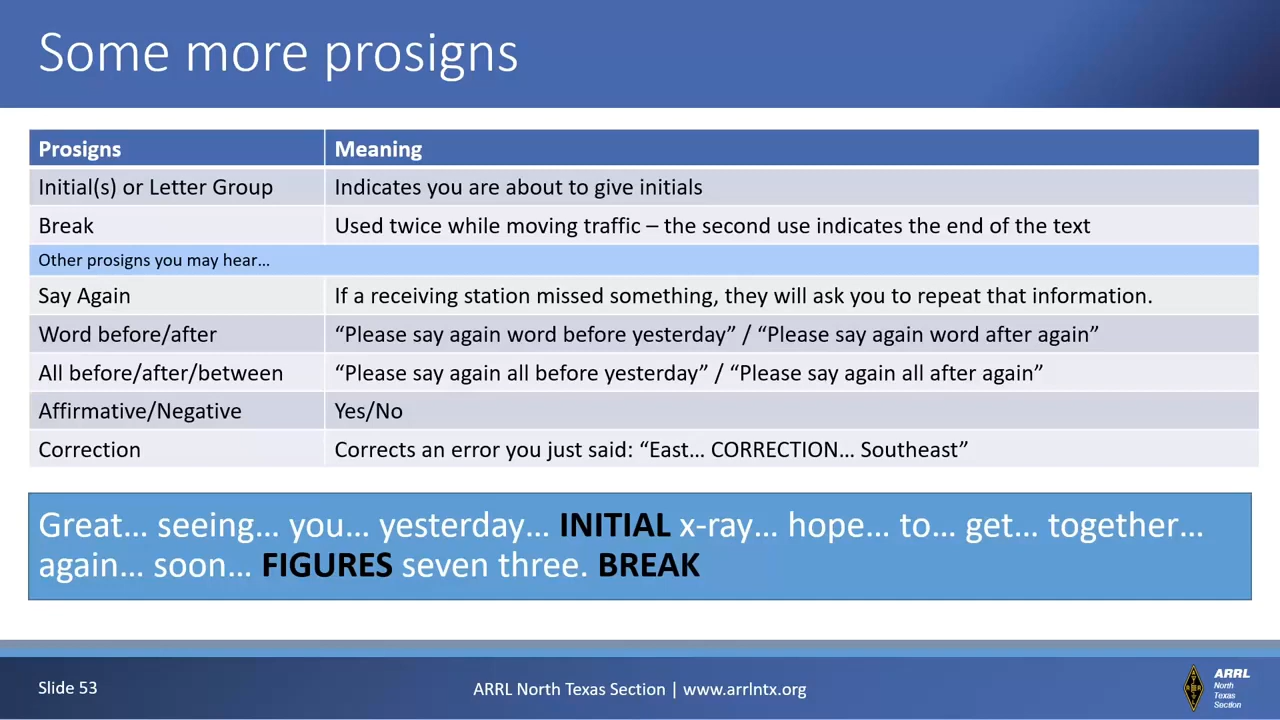 Some more prosigns
Prosigns Meaning
Initial(s) or Letter Group Indicates you are about to give initials
Break Used twice while moving traffic – the second use indicates the end of the text
Other prosigns you may hear…
Say Again If a receiving station missed something, they will ask you to repeat that information.
Word before/after “Please say again word before yesterday” / “Please say again word after again”
All before/after/between “Please say again all before yesterday” / “Please say again all after again”
Affirmative/Negative Yes/No
Correction Corrects an error you just said: “East… CORRECTION… Southeast”
Great… seeing… you… yesterday… INITIAL x-ray… hope… to… get… together…
again… soon… FIGURES seven three. BREAK
Slide 53
ARRL North Texas Section | www.arrlntx.org
ARRL
North
Texas
Section